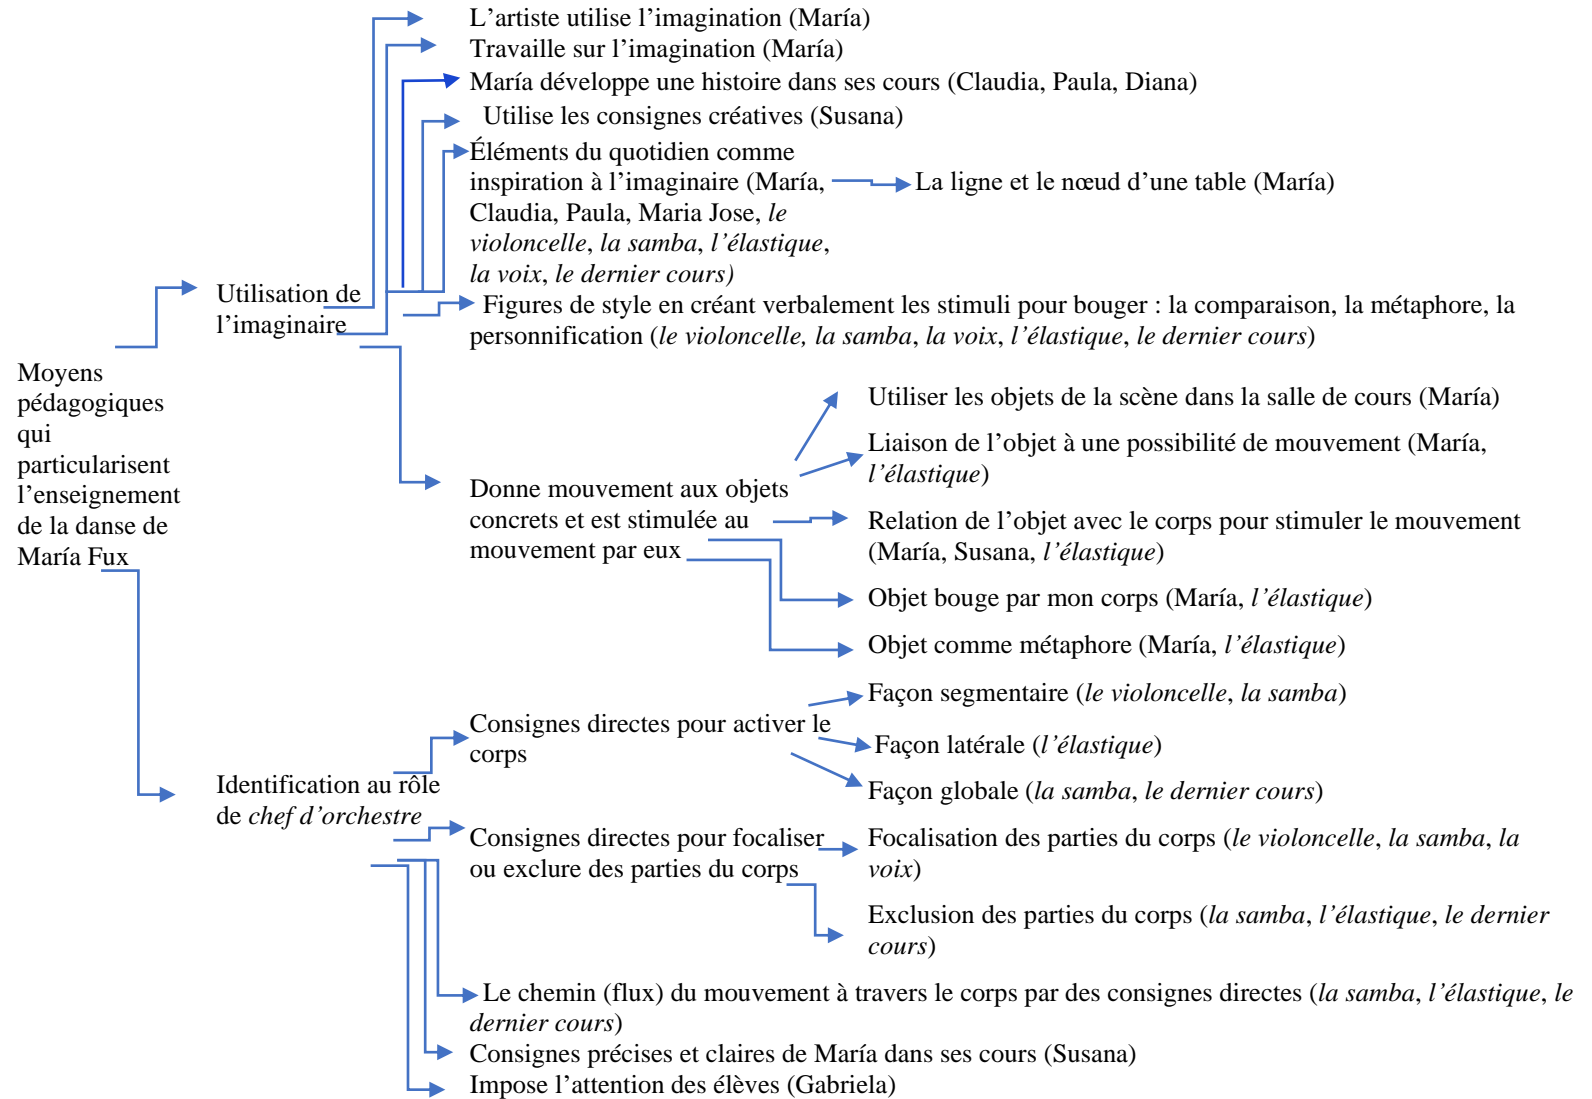 L’artiste utilise l’imagination (María)
Travaille sur l’imagination (María)
María développe une histoire dans ses cours (Claudia, Paula, Diana)
Utilise les consignes créatives (Susana)
Éléments du quotidien comme
inspiration à l’imaginaire (María,
Claudia, Paula, Maria Jose, le
violoncelle, la samba, l’élastique,
la voix, le dernier cours)
La ligne et le nœud d’une table (María)
Utilisation de
l’imaginaire
Figures de style en créant verbalement les stimuli pour bouger : la comparaison, la métaphore, la
personnification (le violoncelle, la samba, la voix, l’élastique, le dernier cours)
Moyens
pédagogiques
qui
particularisent
l’enseignement
de la danse de
María Fux
Donne mouvement aux objets
concrets et est stimulée au
mouvement par eux
Utiliser les objets de la scène dans la salle de cours (María)
Liaison de l’objet à une possibilité de mouvement (María,
l’élastique)
Relation de l’objet avec le corps pour stimuler le mouvement
(María, Susana, l’élastique)
Objet bouge par mon corps (María, l’élastique)
Objet comme métaphore (María, l’élastique)
Identification au rôle
de chef d’orchestre
Consignes directes pour activer le
corps
Façon segmentaire (le violoncelle, la samba)
Façon latérale (l’élastique)
Façon globale (la samba, le dernier cours)
Consignes directes pour focaliser
ou exclure des parties du corps
Focalisation des parties du corps (le violoncelle, la samba, la
voix)
Exclusion des parties du corps (la samba, l’élastique, le dernier
cours)
Le chemin (flux) du mouvement à travers le corps par des consignes directes (la samba, l’élastique, le
dernier cours)
Consignes précises et claires de María dans ses cours (Susana)
Impose l’attention des élèves (Gabriela)